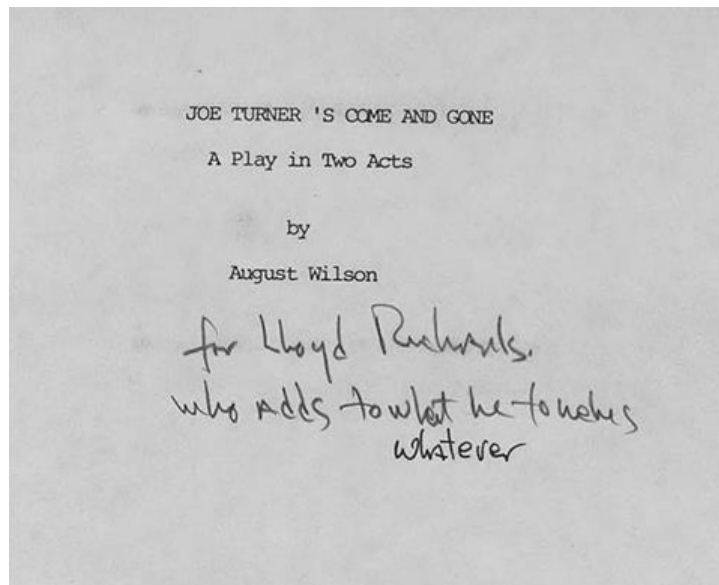 JOE TURNER 'S COME AND GONE
A Play in Two Acts
by
August Wilson
for Lloyd Richards.
who adds to what he touches
whatever